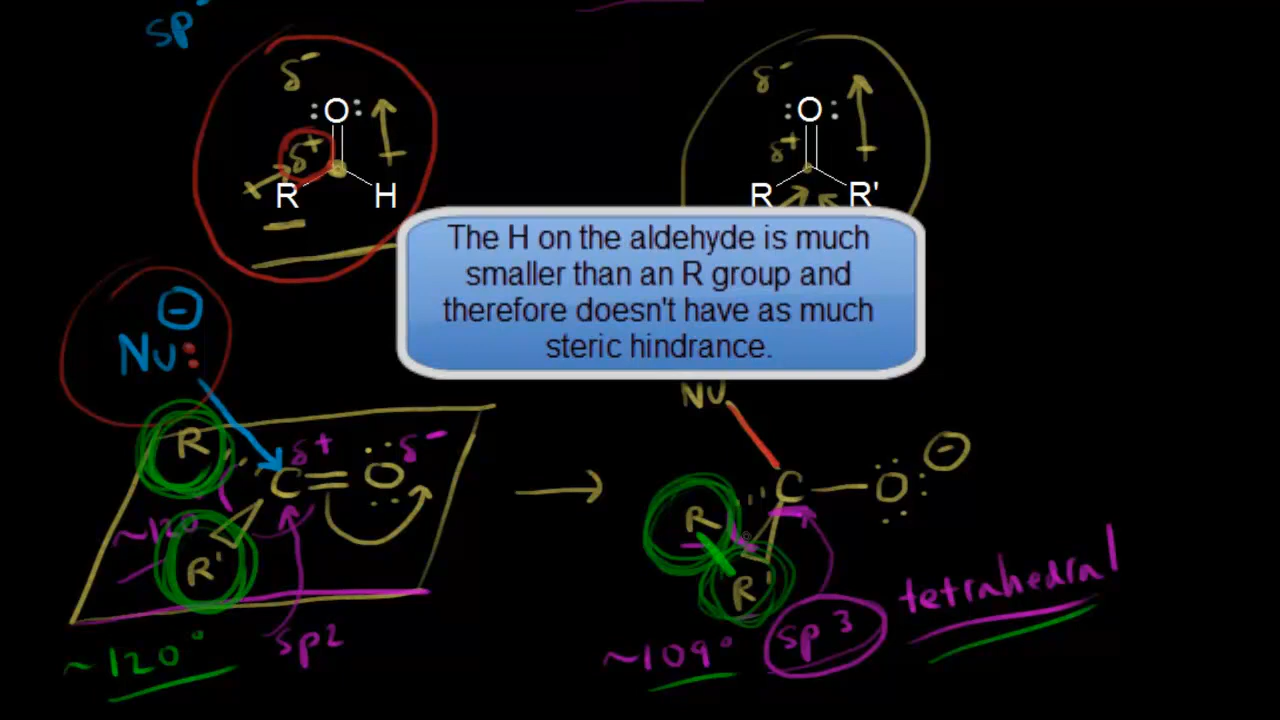 sp
δ- δ-
:O: :O:
δ+ δ+
R H R R'
The H on the aldehyde is much
smaller than an R group and
therefore doesn't have as much
steric hindrance.
Nu: -
Nu
R C δ+ = O δ-
~120
R'
R C O -
R'
~120° sp2
~109° sp3 tetrahedral